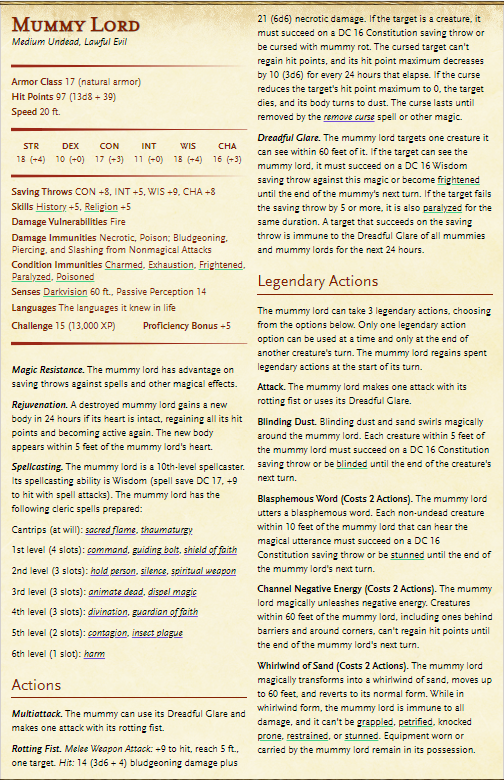 Mummy Lord
Medium Undead, Lawful Evil
Armor Class 17 (natural armor)
Hit Points 97 (13d8 + 39)
Speed 20 ft.
STR DEX CON INT WIS CHA
18 (+4) 10 (+0) 17 (+3) 11 (+0) 18 (+4) 16 (+3)
Saving Throws CON +8, INT +5, WIS +9, CHA +8
Skills History +5, Religion +5
Damage Vulnerabilities Fire
Damage Immunities Necrotic, Poison; Bludgeoning,
Piercing, and Slashing from Nonmagical Attacks
Condition Immunities Charmed, Exhaustion, Frightened,
Paralyzed, Poisoned
Senses Darkvision 60 ft., Passive Perception 14
Languages The languages it knew in life
Challenge 15 (13,000 XP) Proficiency Bonus +5
Magic Resistance. The mummy lord has advantage on
saving throws against spells and other magical effects.
Rejuvenation. A destroyed mummy lord gains a new
body in 24 hours if its heart is intact, regaining all its hit
points and becoming active again. The new body
appears within 5 feet of the mummy lord's heart.
Spellcasting. The mummy lord is a 10th-level spellcaster.
Its spellcasting ability is Wisdom (spell save DC 17, +9
to hit with spell attacks). The mummy lord has the
following cleric spells prepared:
Cantrips (at will): sacred flame, thaumaturgy
1st level (4 slots): command, guiding bolt, shield of faith
2nd level (3 slots): hold person, silence, spiritual weapon
3rd level (3 slots): animate dead, dispel magic
4th level (3 slots): divination, guardian of faith
5th level (2 slots): contagion, insect plague
6th level (1 slot): harm
Actions
Multiattack. The mummy can use its Dreadful Glare and
makes one attack with its rotting fist.
Rotting Fist. Melee Weapon Attack: +9 to hit, reach 5 ft.,
one target. Hit: 14 (3d6 + 4) bludgeoning damage plus
21 (6d6) necrotic damage. If the target is a creature, it
must succeed on a DC 16 Constitution saving throw or
be cursed with mummy rot. The cursed target can't
regain hit points, and its hit point maximum decreases
by 10 (3d6) for every 24 hours that elapse. If the curse
reduces the target's hit point maximum to 0, the target
dies, and its body turns to dust. The curse lasts until
removed by the remove curse spell or other magic.
Dreadful Glare. The mummy lord targets one creature it
can see within 60 feet of it. If the target can see the
mummy lord, it must succeed on a DC 16 Wisdom
saving throw against this magic or become frightened
until the end of the mummy's next turn. If the target fails
the saving throw by 5 or more, it is also paralyzed for the
same duration. A target that succeeds on the saving
throw is immune to the Dreadful Glare of all mummies
and mummy lords for the next 24 hours.
Legendary Actions
The mummy lord can take 3 legendary actions, choosing
from the options below. Only one legendary action
option can be used at a time and only at the end of
another creature's turn. The mummy lord regains spent
legendary actions at the start of its turn.
Attack. The mummy lord makes one attack with its
rotting fist or uses its Dreadful Glare.
Blinding Dust. Blinding dust and sand swirls magically
around the mummy lord. Each creature within 5 feet of
the mummy lord must succeed on a DC 16 Constitution
saving throw or be blinded until the end of the creature's
next turn.
Blasphemous Word (Costs 2 Actions). The mummy lord
utters a blasphemous word. Each non-undead creature
within 10 feet of the mummy lord that can hear the
magical utterance must succeed on a DC 16
Constitution saving throw or be stunned until the end of
the mummy lord's next turn.
Channel Negative Energy (Costs 2 Actions). The mummy
lord magically unleashes negative energy. Creatures
within 60 feet of the mummy lord, including ones behind
barriers and around corners, can't regain hit points until
the end of the mummy lord's next turn.
Whirlwind of Sand (Costs 2 Actions). The mummy lord
magically transforms into a whirlwind of sand, moves up
to 60 feet, and reverts to its normal form. While in
whirlwind form, the mummy lord is immune to all
damage, and it can't be grappled, petrified, knocked
prone, restrained, or stunned. Equipment worn or
carried by the mummy lord remain in its possession.